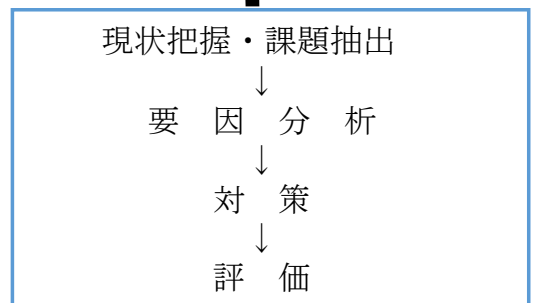 現状把握・課題抽出
↓
要　因　分　析
↓
対　策
↓
評　価